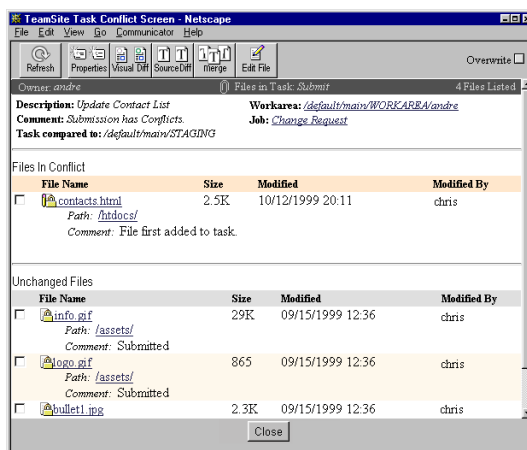 TeamSite Task Conflict Screen - Netscape
File Edit View Go Communicator Help
Refresh Properties Visual Diff SourceDiff merge Edit File Overwrite
Owner: andre Files in Task: Submit 4 Files Listed
Description: Update Contact List Workarea: /default/main/WORKAREA/andre
Comment: Submission has Conflicts. Job: Change Request
Task compared to: /default/main/STAGING
Files In Conflict
File Name Size Modified Modified By
contacts.html 2.5K 10/12/1999 20:11 chris
Path: /htdocs/
Comment: File first added to task.
Unchanged Files
File Name Size Modified Modified By
info.gif 29K 09/15/1999 12:36 chris
Path: /assets/
Comment: Submitted
logo.gif 865 09/15/1999 12:36 chris
Path: /assets/
Comment: Submitted
bullet1.jpg 2.3K 09/15/1999 12:36 chris
Close